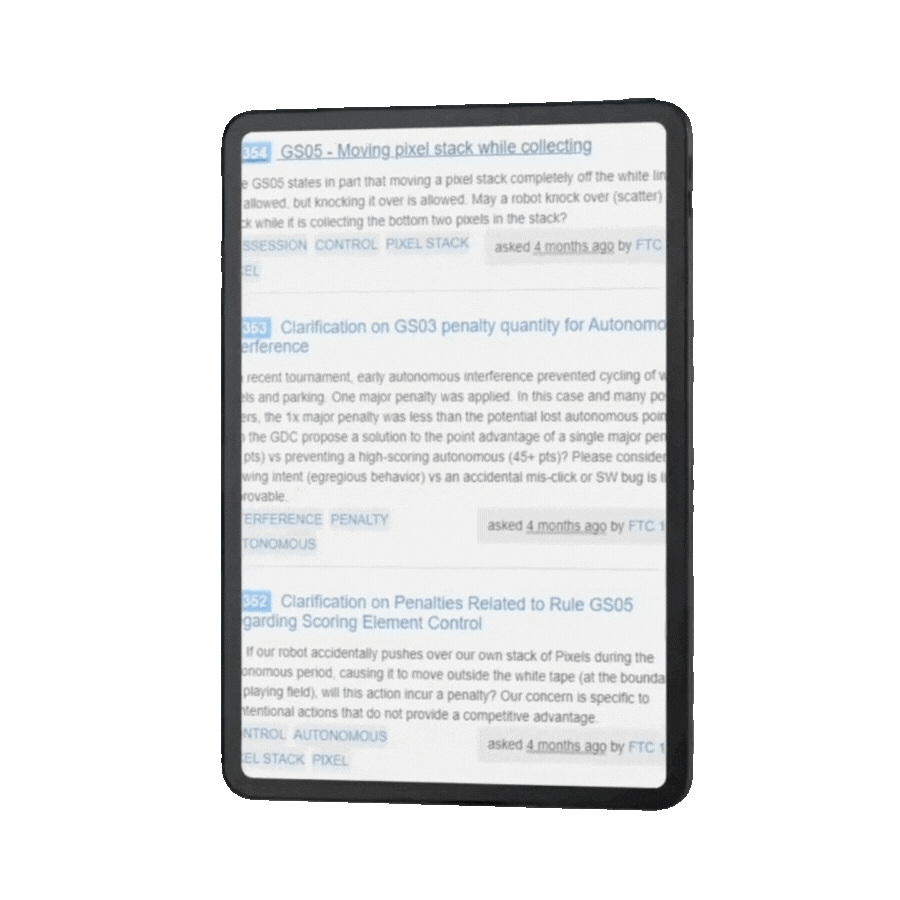 354 GS05 - Moving pixel stack while collecting
e GS05 states in part that moving a pixel stack completely off the white lin
allowed, but knocking it over is allowed. May a robot knock over (scatter)
ck while it is collecting the bottom two pixels in the stack?
SSESSION CONTROL PIXEL STACK
asked 4 months ago by FTC
EL
353 Clarification on GS03 penalty quantity for Autonomo
erference
recent tournament, early autonomous interference prevented cycling of w
els and parking. One major penalty was applied. In this case and many po
ers, the 1x major penalty was less than the potential lost autonomous poin
the GDC propose a solution to the point advantage of a single major pen
pts) vs preventing a high-scoring autonomous (45+ pts)? Please consider
wing intent (egregious behavior) vs an accidental mis-click or SW bug is li
rovable.
ERFERENCE PENALTY
asked 4 months ago by FTC 1
TONOMOUS
352 Clarification on Penalties Related to Rule GS05
garding Scoring Element Control
If our robot accidentally pushes over our own stack of Pixels during the
onomous period, causing it to move outside the white tape (at the bounda
playing field), will this action incur a penalty? Our concern is specific to
ntentional actions that do not provide a competitive advantage.
NTROL AUTONOMOUS
asked 4 months ago by FTC 1
EL STACK PIXEL